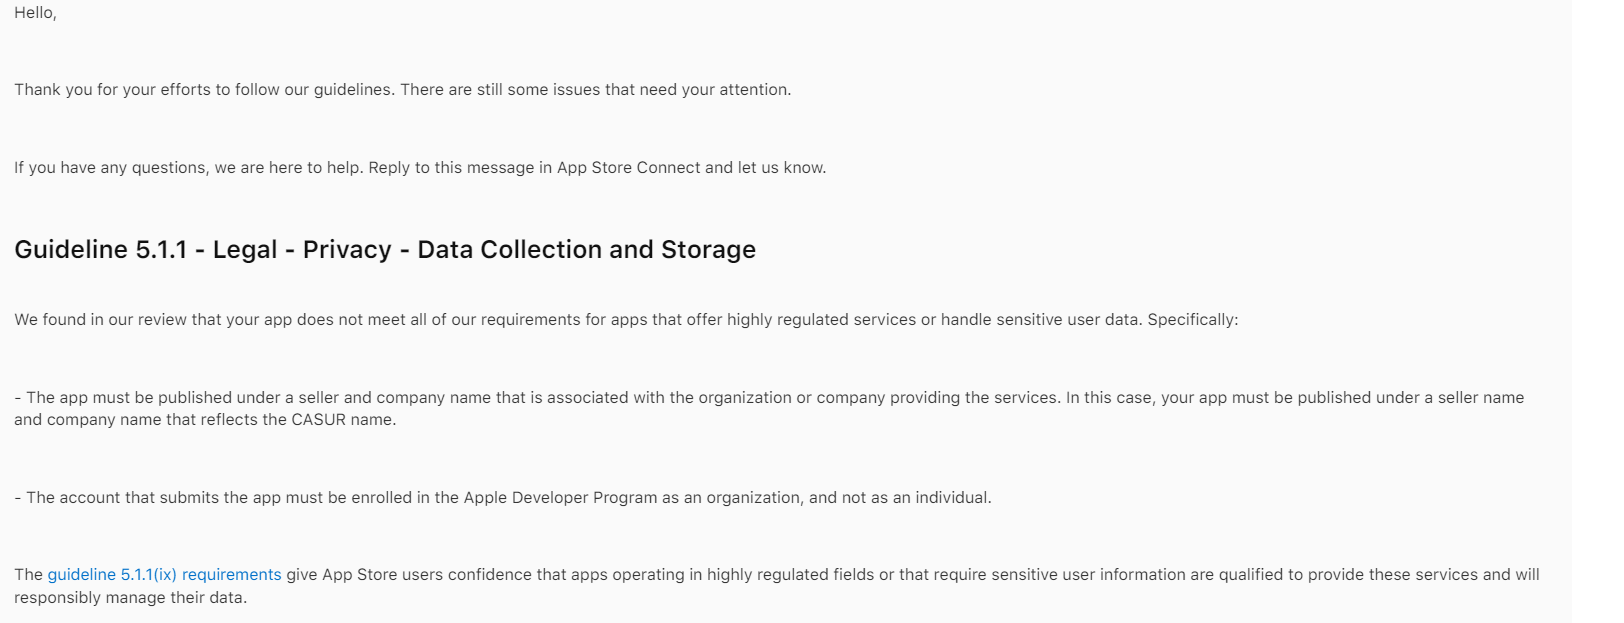 Hello,
Thank you for your efforts to follow our guidelines. There are still some issues that need your attention.
If you have any questions, we are here to help. Reply to this message in App Store Connect and let us know.
Guideline 5.1.1 - Legal - Privacy - Data Collection and Storage
We found in our review that your app does not meet all of our requirements for apps that offer highly regulated services or handle sensitive user data. Specifically:
- The app must be published under a seller and company name that is associated with the organization or company providing the services. In this case, your app must be published under a seller name
and company name that reflects the CASUR name.
- The account that submits the app must be enrolled in the Apple Developer Program as an organization, and not as an individual.
The guideline 5.1.1(ix) requirements give App Store users confidence that apps operating in highly regulated fields or that require sensitive user information are qualified to provide these services and will
responsibly manage their data.